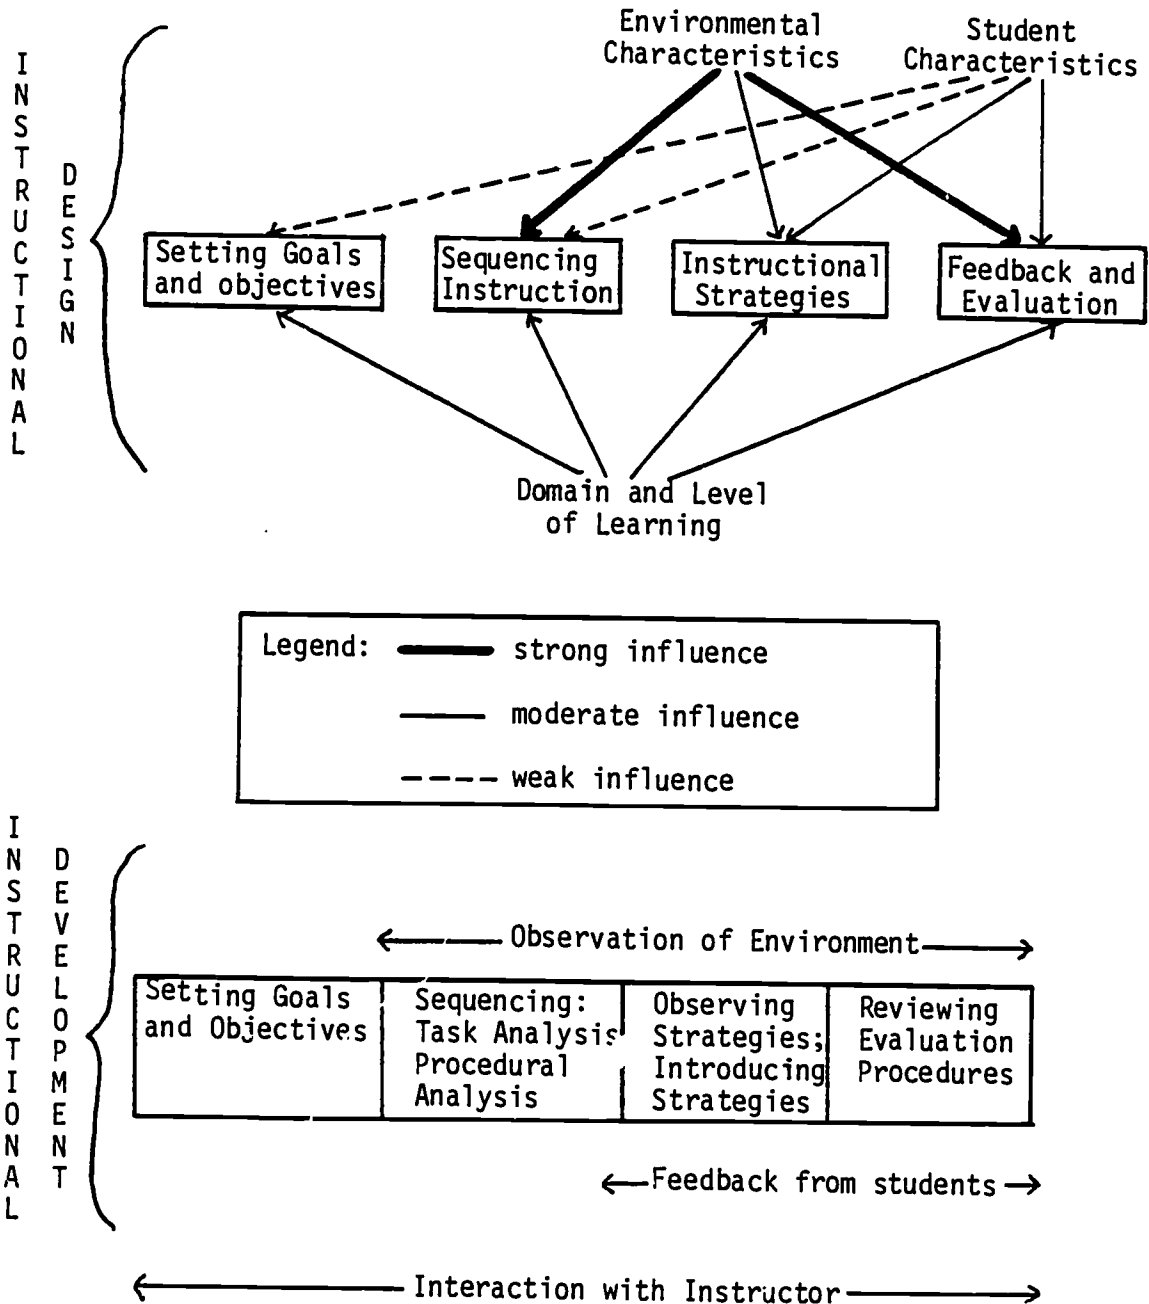 INSTRUCTIONAL
DESIGN
Environmental
Characteristics
Student
Characteristics
Setting Goals
and objectives
Sequencing
Instruction
Instructional
Strategies
Feedback and
Evaluation
Domain and Level
of Learning
Legend:
strong influence
moderate influence
weak influence
INSTRUCTIONAL
DEVELOPMENT
Observation of Environment
Setting Goals
and Objectives
Sequencing:
Task Analysis
Procedural
Analysis
Observing
Strategies;
Introducing
Strategies
Reviewing
Evaluation
Procedures
Feedback from students
Interaction with Instructor